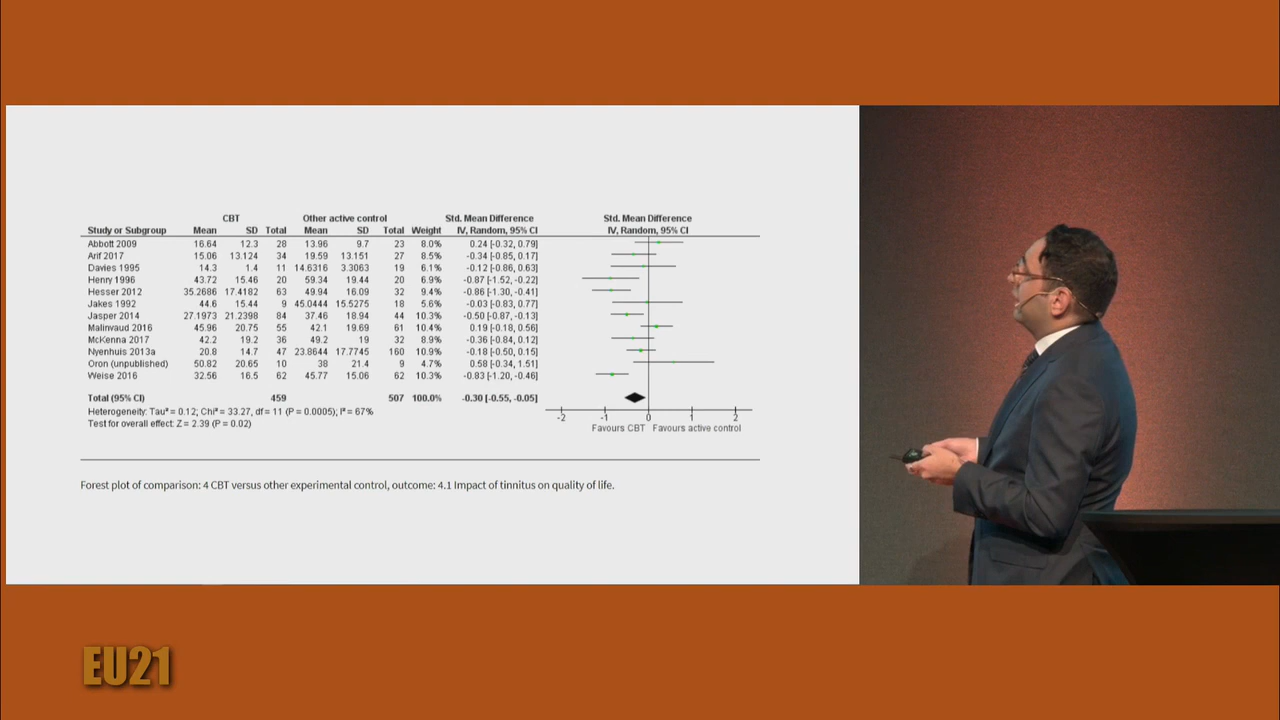 CBT Other active control Std. Mean Difference Std. Mean Difference
Study or Subgroup Mean SD Total Mean SD Total Weight IV, Random, 95% CI IV, Random, 95% CI
Abbott 2009 16.64 12.3 28 13.96 9.7 23 8.0% 0.24 [-0.32, 0.79]
Arif 2017 15.06 13.124 34 19.59 13.151 27 8.5% -0.34 [-0.85, 0.17]
Davies 1995 14.3 1.4 11 14.6316 3.3063 19 6.1% -0.12 [-0.86, 0.63]
Henry 1996 43.72 15.46 20 59.34 19.44 20 6.9% -0.87 [-1.52, -0.22]
Hesser 2012 35.2686 17.4182 63 49.94 16.09 32 9.4% -0.86 [-1.30, -0.41]
Jakes 1992 44.6 15.44 9 45.0444 15.5275 18 5.6% -0.03 [-0.83, 0.77]
Jasper 2014 27.1973 21.2398 84 37.46 18.94 44 10.3% -0.50 [-0.87, -0.13]
Malinvaud 2016 45.96 20.75 55 42.1 19.69 61 10.4% 0.19 [-0.18, 0.56]
McKenna 2017 42.2 19.2 36 49.2 19 32 8.9% -0.36 [-0.84, 0.12]
Nyenhuis 2013a 20.8 14.7 47 23.8644 17.7745 160 10.9% -0.18 [-0.50, 0.15]
Oron (unpublished) 50.82 20.65 10 38 21.4 9 4.7% 0.58 [-0.34, 1.51]
Weise 2016 32.56 16.5 62 45.77 15.06 62 10.3% -0.83 [-1.20, -0.46]
Total (95% CI) 459 507 100.0% -0.30 [-0.55, -0.05]
Heterogeneity: Tau² = 0.12; Chi² = 33.27, df = 11 (P = 0.0005); I² = 67%
Test for overall effect: Z = 2.39 (P = 0.02)
-2 -1 0 1 2
Favours CBT Favours active control
Forest plot of comparison: 4 CBT versus other experimental control, outcome: 4.1 Impact of tinnitus on quality of life.
EU21